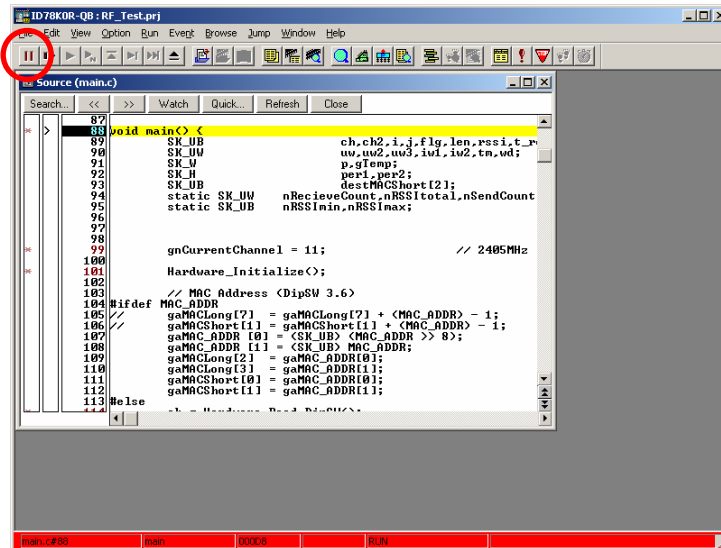 ID78K0R-QB : RF_Test.prj
File Edit View Option Run Event Browse Jump Window Help
Source (main.c)
Search... << >> Watch Quick... Refresh Close
87
* > 88 void main() {
89 SK_UB ch,ch2,i,j,flg,len,rssi,t_r
90 SK_UW uw,uw2,uw3,iw1,iw2,tm,wd;
91 SK_W p,gTemp;
92 SK_H per1,per2;
93 SK_UB destMACShort[2];
94 static SK_UW nRecieveCount,nRSSItotal,nSendCount
95 static SK_UB nRSSImin,nRSSImax;
96
97
98
* 99 gnCurrentChannel = 11; // 2405MHz
100
* 101 Hardware_Initialize();
102
103 // MAC Address (DipSW 3.6)
104 #ifdef MAC_ADDR
105 // gaMACLong[7] = gaMACLong[7] + (MAC_ADDR) - 1;
106 // gaMACShort[1] = gaMACShort[1] + (MAC_ADDR) - 1;
107 gaMAC_ADDR [0] = (SK_UB) (MAC_ADDR >> 8);
108 gaMAC_ADDR [1] = (SK_UB) MAC_ADDR;
109 gaMACLong[2] = gaMAC_ADDR[0];
110 gaMACLong[3] = gaMAC_ADDR[1];
111 gaMACShort[0] = gaMAC_ADDR[0];
112 gaMACShort[1] = gaMAC_ADDR[1];
113 #else
main.c#88 main 000D8 RUN